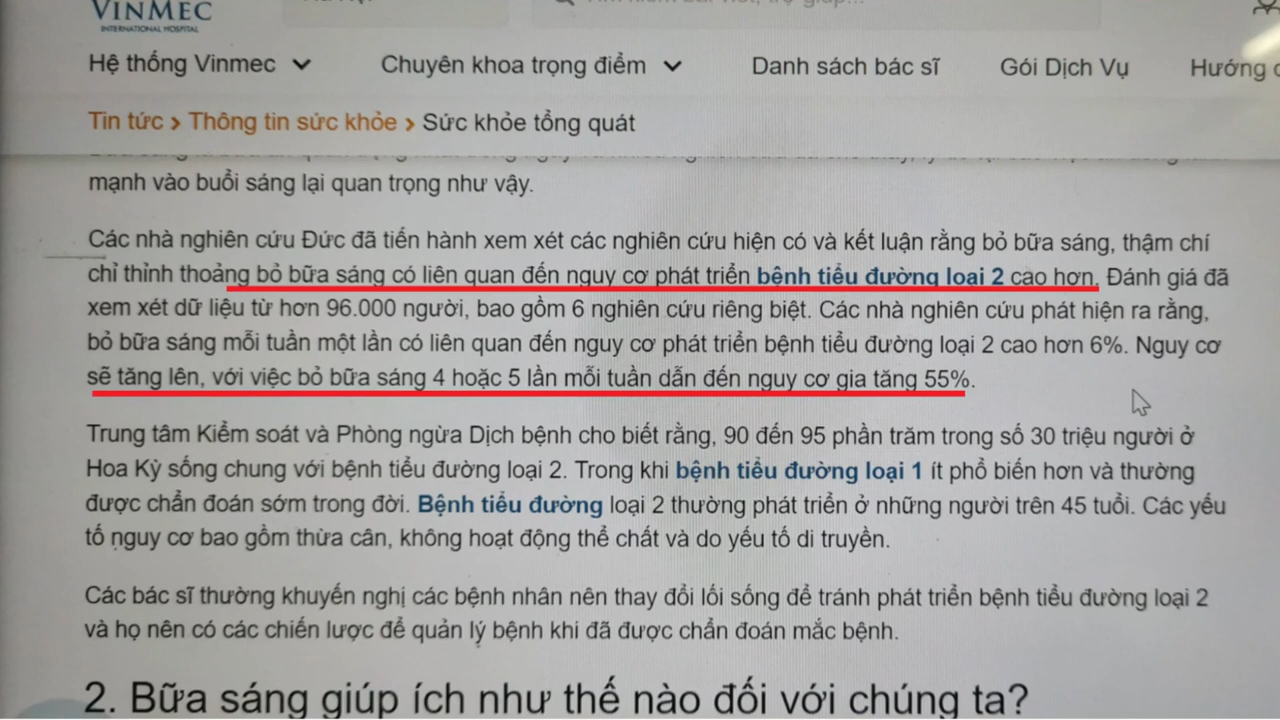 VINMEC
INTERNATIONAL HOSPITAL
Hệ thống Vinmec
Chuyên khoa trọng điểm
Danh sách bác sĩ
Gói Dịch Vụ
Hướng
Tin tức › Thông tin sức khỏe › Sức khỏe tổng quát
mạnh vào buổi sáng lại quan trọng như vậy.
Các nhà nghiên cứu Đức đã tiến hành xem xét các nghiên cứu hiện có và kết luận rằng bỏ bữa sáng, thậm chí
chỉ thỉnh thoảng bỏ bữa sáng có liên quan đến nguy cơ phát triển bệnh tiểu đường loại 2 cao hơn. Đánh giá đã
xem xét dữ liệu từ hơn 96.000 người, bao gồm 6 nghiên cứu riêng biệt. Các nhà nghiên cứu phát hiện ra rằng,
bỏ bữa sáng mỗi tuần một lần có liên quan đến nguy cơ phát triển bệnh tiểu đường loại 2 cao hơn 6%. Nguy cơ
sẽ tăng lên, với việc bỏ bữa sáng 4 hoặc 5 lần mỗi tuần dẫn đến nguy cơ gia tăng 55%.
Trung tâm Kiểm soát và Phòng ngừa Dịch bệnh cho biết rằng, 90 đến 95 phần trăm trong số 30 triệu người ở
Hoa Kỳ sống chung với bệnh tiểu đường loại 2. Trong khi bệnh tiểu đường loại 1 ít phổ biến hơn và thường
được chẩn đoán sớm trong đời. Bệnh tiểu đường loại 2 thường phát triển ở những người trên 45 tuổi. Các yếu
tố nguy cơ bao gồm thừa cân, không hoạt động thể chất và do yếu tố di truyền.
Các bác sĩ thường khuyến nghị các bệnh nhân nên thay đổi lối sống để tránh phát triển bệnh tiểu đường loại 2
và họ nên có các chiến lược để quản lý bệnh khi đã được chẩn đoán mắc bệnh.
2. Bữa sáng giúp ích như thế nào đối với chúng ta?